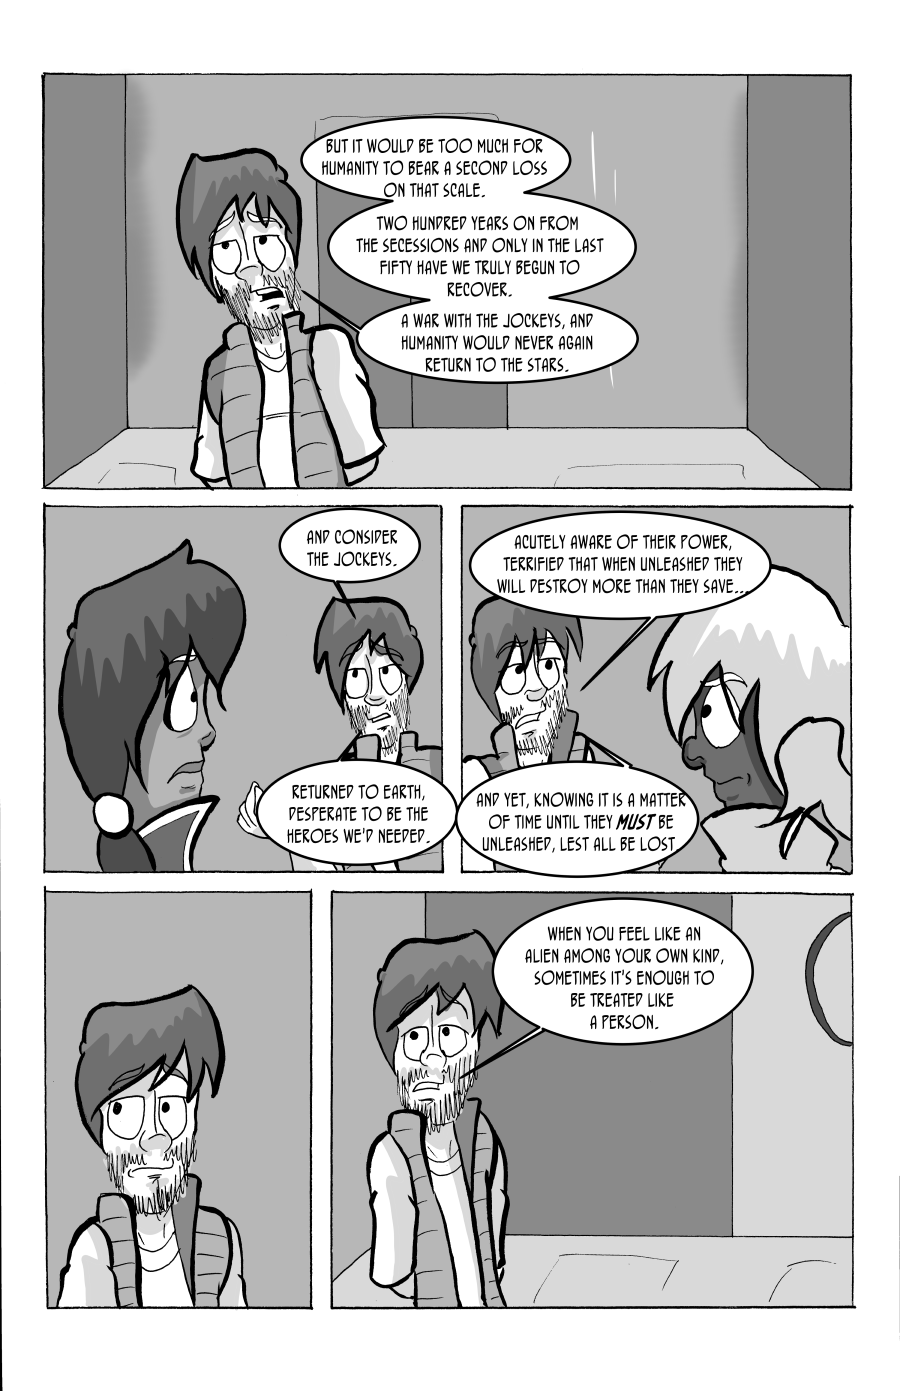 BUT IT WOULD BE TOO MUCH FOR
HUMANITY TO BEAR A SECOND LOSS
ON THAT SCALE.
TWO HUNDRED YEARS ON FROM
THE SECESSIONS AND ONLY IN THE LAST
FIFTY HAVE WE TRULY BEGUN TO
RECOVER.
A WAR WITH THE JOCKEYS, AND
HUMANITY WOULD NEVER AGAIN
RETURN TO THE STARS.
AND CONSIDER
THE JOCKEYS.
RETURNED TO EARTH,
DESPERATE TO BE THE
HEROES WE'D NEEDED.
ACUTELY AWARE OF THEIR POWER,
TERRIFIED THAT WHEN UNLEASHED THEY
WILL DESTROY MORE THAN THEY SAVE...
AND YET, KNOWING IT IS A MATTER
OF TIME UNTIL THEY MUST BE
UNLEASHED, LEST ALL BE LOST
WHEN YOU FEEL LIKE AN
ALIEN AMONG YOUR OWN KIND,
SOMETIMES IT'S ENOUGH TO
BE TREATED LIKE
A PERSON.